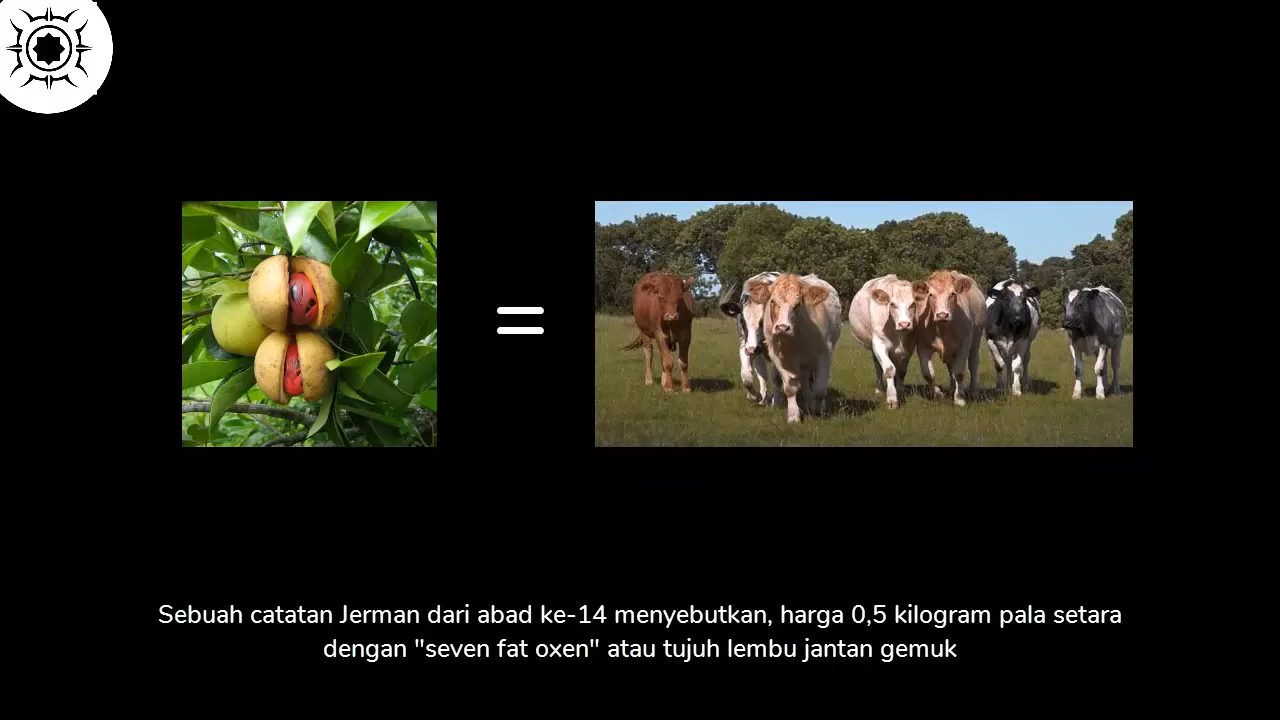 =
Sebuah catatan Jerman dari abad ke-14 menyebutkan, harga 0,5 kilogram pala setara
dengan "seven fat oxen" atau tujuh lembu jantan gemuk